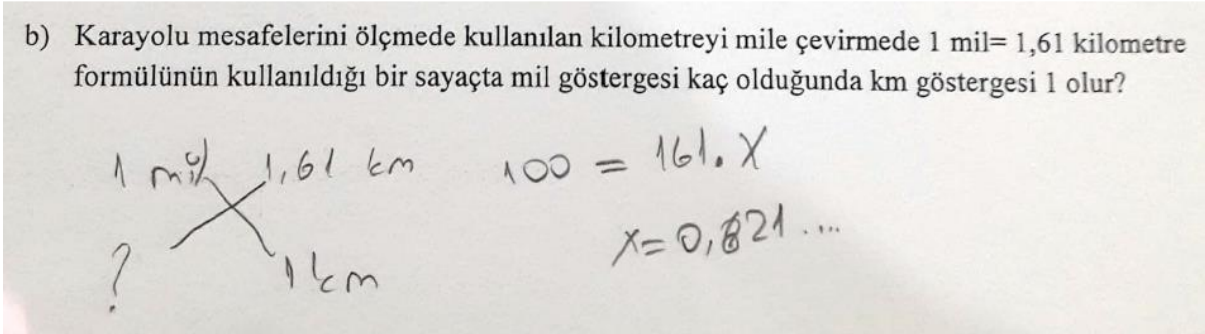 b) Karayolu mesafelerini ölçmede kullanılan kilometreyi mile çevirmede 1 mil= 1,61 kilometre
formülünün kullanıldığı bir sayaçta mil göstergesi kaç olduğunda km göstergesi 1 olur?
1 mil 1,61 km 100 = 161. X
? 1 km x= 0,621....